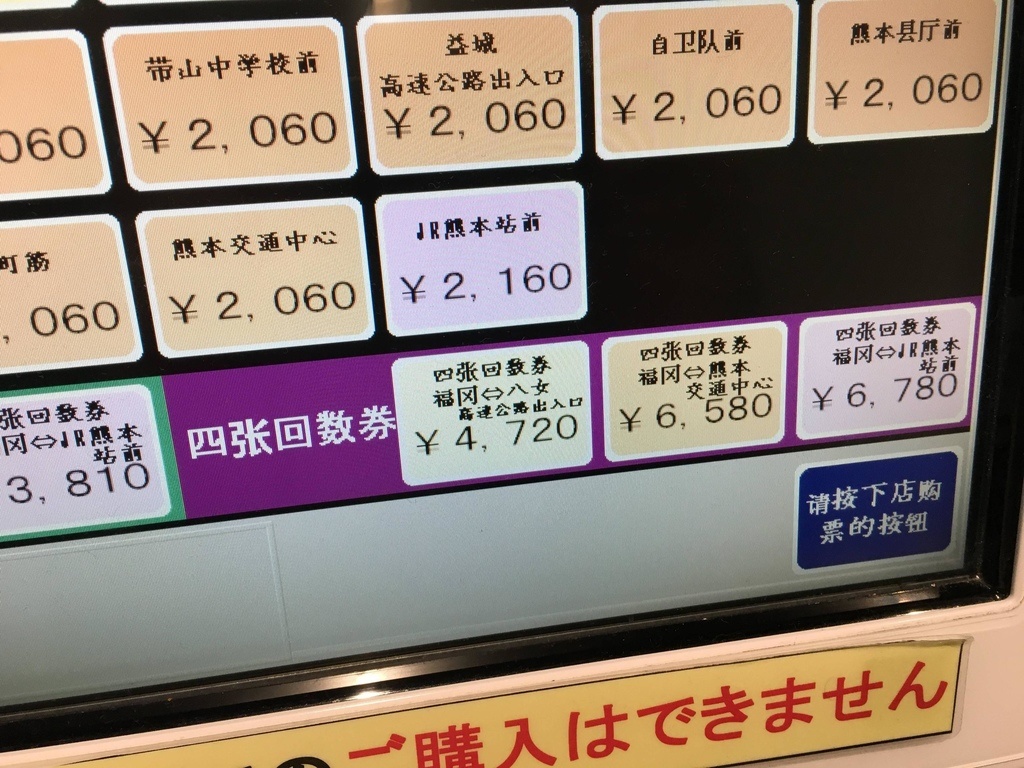 060
带山中学校前
¥2,060
益城
高速公路出入口
¥2,060
自卫队前
¥2,060
熊本县厅前
¥2,060
町筋
,060
熊本交通中心
¥2,060
JR熊本站前
¥2,160
张回数券
冈⇔JR熊本
站前
3,810
四张回数券
四张回数券
福冈⇔八女
高速公路出入口
¥4,720
四张回数券
福冈⇔熊本
交通中心
¥6,580
四张回数券
福冈⇔JR熊本
站前
¥6,780
请按下店购
票的按钮
のご購入はできません